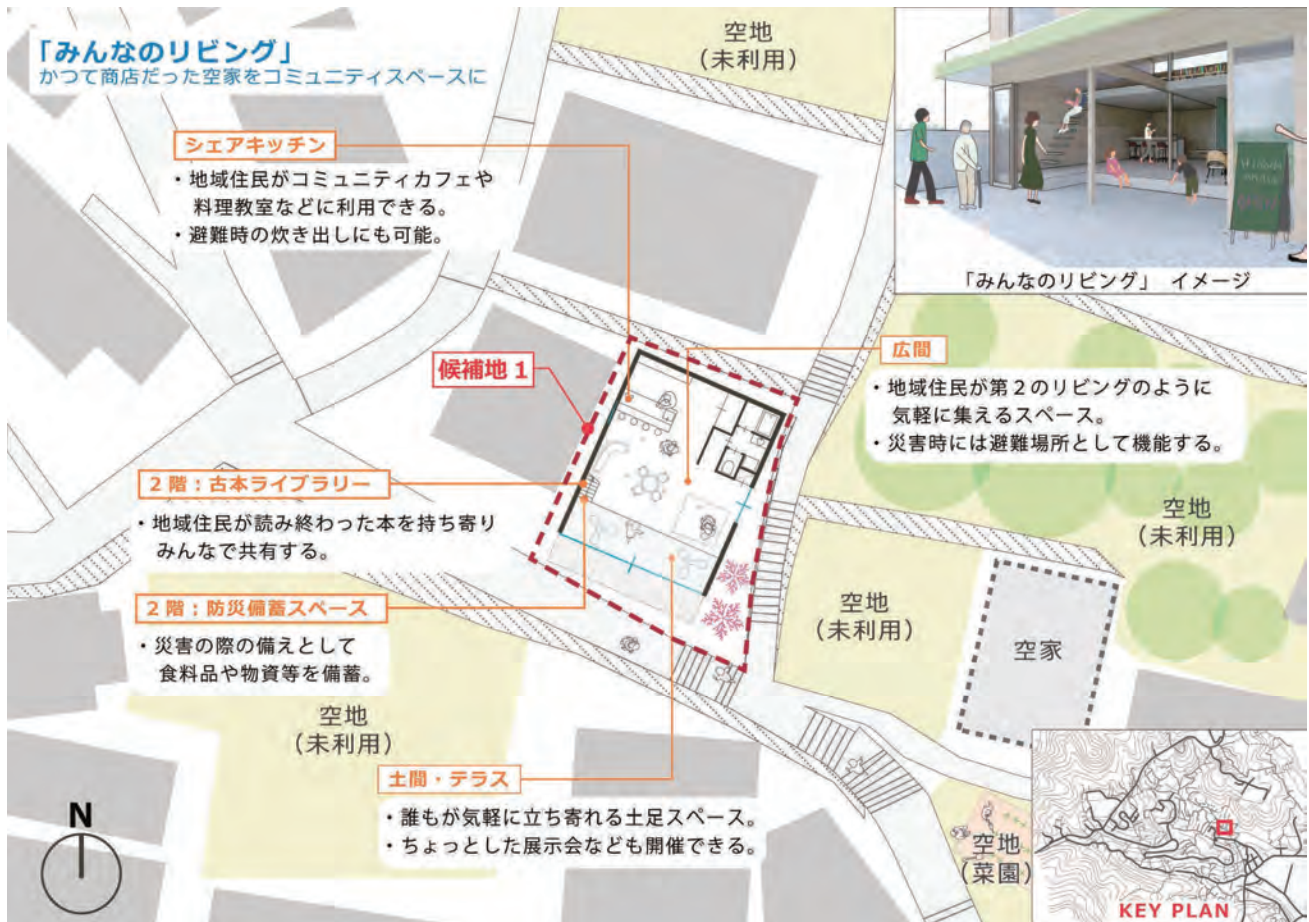 「みんなのリビング」
かつて商店だった空家をコミュニティスペースに
空地
(未利用)
シェアキッチン
・地域住民がコミュニティカフェや
料理教室などに利用できる。
・避難時の炊き出しにも可能。
「みんなのリビング」 イメージ
候補地 1
広間
・地域住民が第２のリビングのように
気軽に集えるスペース。
・災害時には避難場所として機能する。
2 階：古本ライブラリー
・地域住民が読み終わった本を持ち寄り
みんなで共有する。
空地
(未利用)
2 階：防災備蓄スペース
・災害の際の備えとして
食料品や物資等を備蓄。
空地
(未利用)
空家
空地
(未利用)
土間・テラス
・誰もが気軽に立ち寄れる土足スペース。
・ちょっとした展示会なども開催できる。
N
空地
(菜園)
KEY PLAN